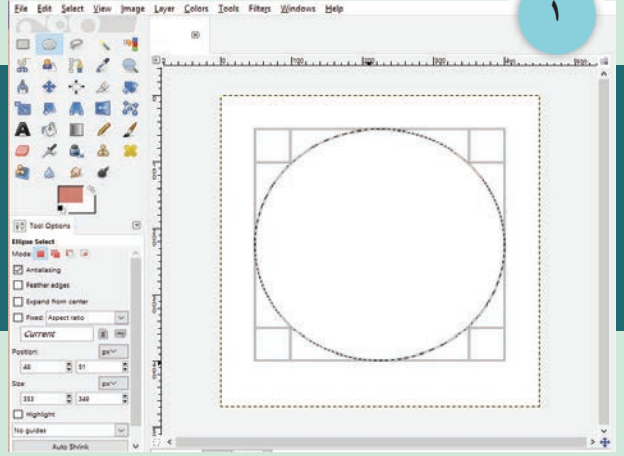 File Edit Select View Image Layer Colors Tools Filters Windows Help
١
Tool Options
Ellipse Select
Mode:
Antialiasing
Feather edges
Expand from center
Fixed: Aspect ratio
Current
Position: px
46 51
Size: px
353 349
Highlight
No guides
Auto Shrink